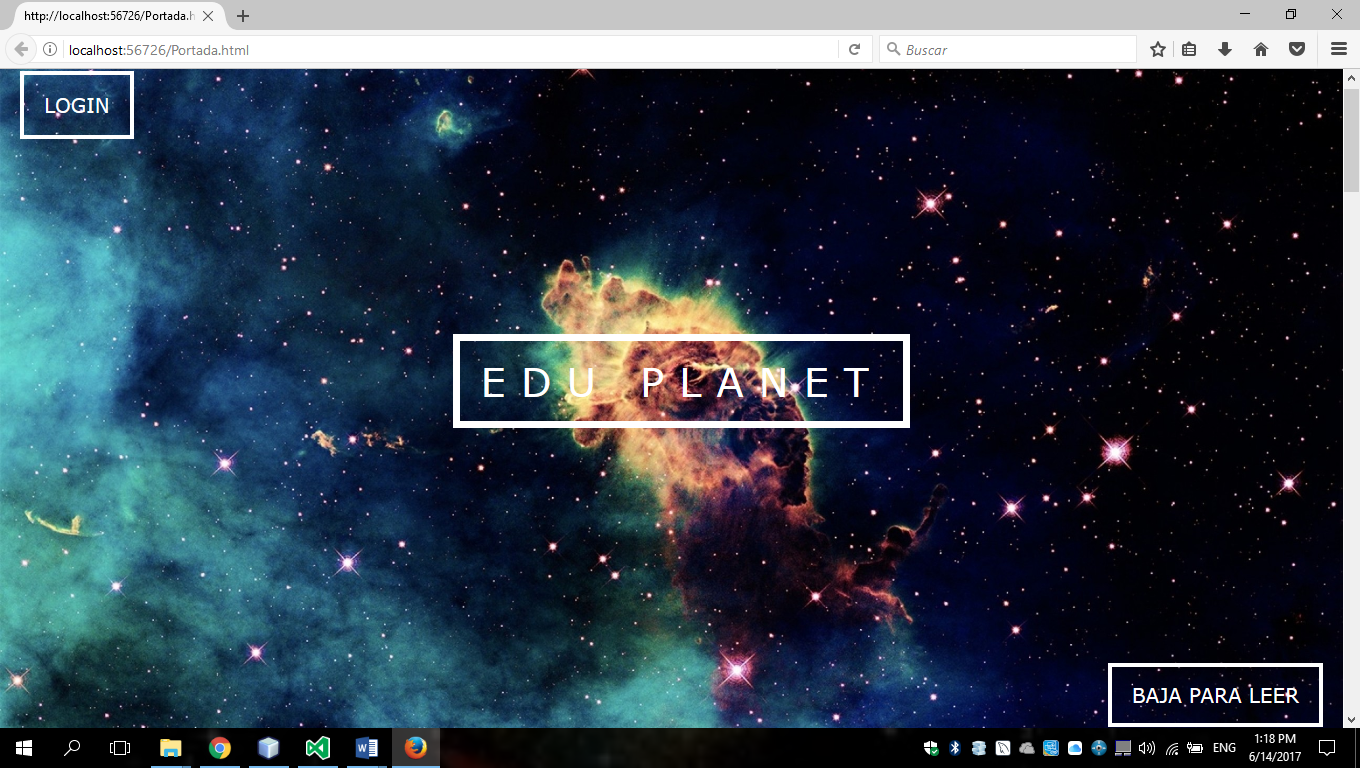 http://localhost:56726/Portada.h
localhost:56726/Portada.html
Buscar
LOGIN
EDU PLANET
BAJA PARA LEER
ENG
1:18 PM
6/14/2017